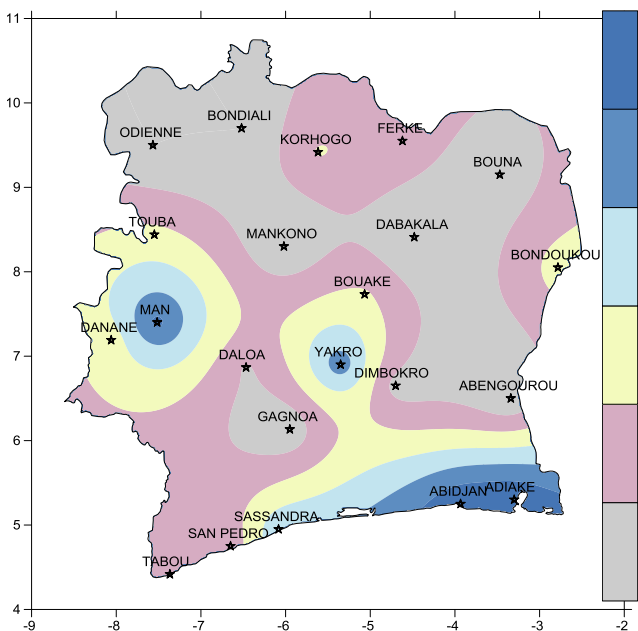 11
10
BONDIALI
FERKE
ODIENNE
KORHOGO
BOUNA
9
TOUBA
DABAKALA
MANKONO
BONDOUKOU
8
BOUAKE
MAN
DANANE
YAKRO
7
DALOA
DIMBOKRO
ABENGOUROU
GAGNOA
6
ABIDJAN
ADIAKE
SASSANDRA
5
SAN PEDRO
TABOU
4
-9 -8 -7 -6 -5 -4 -3 -2